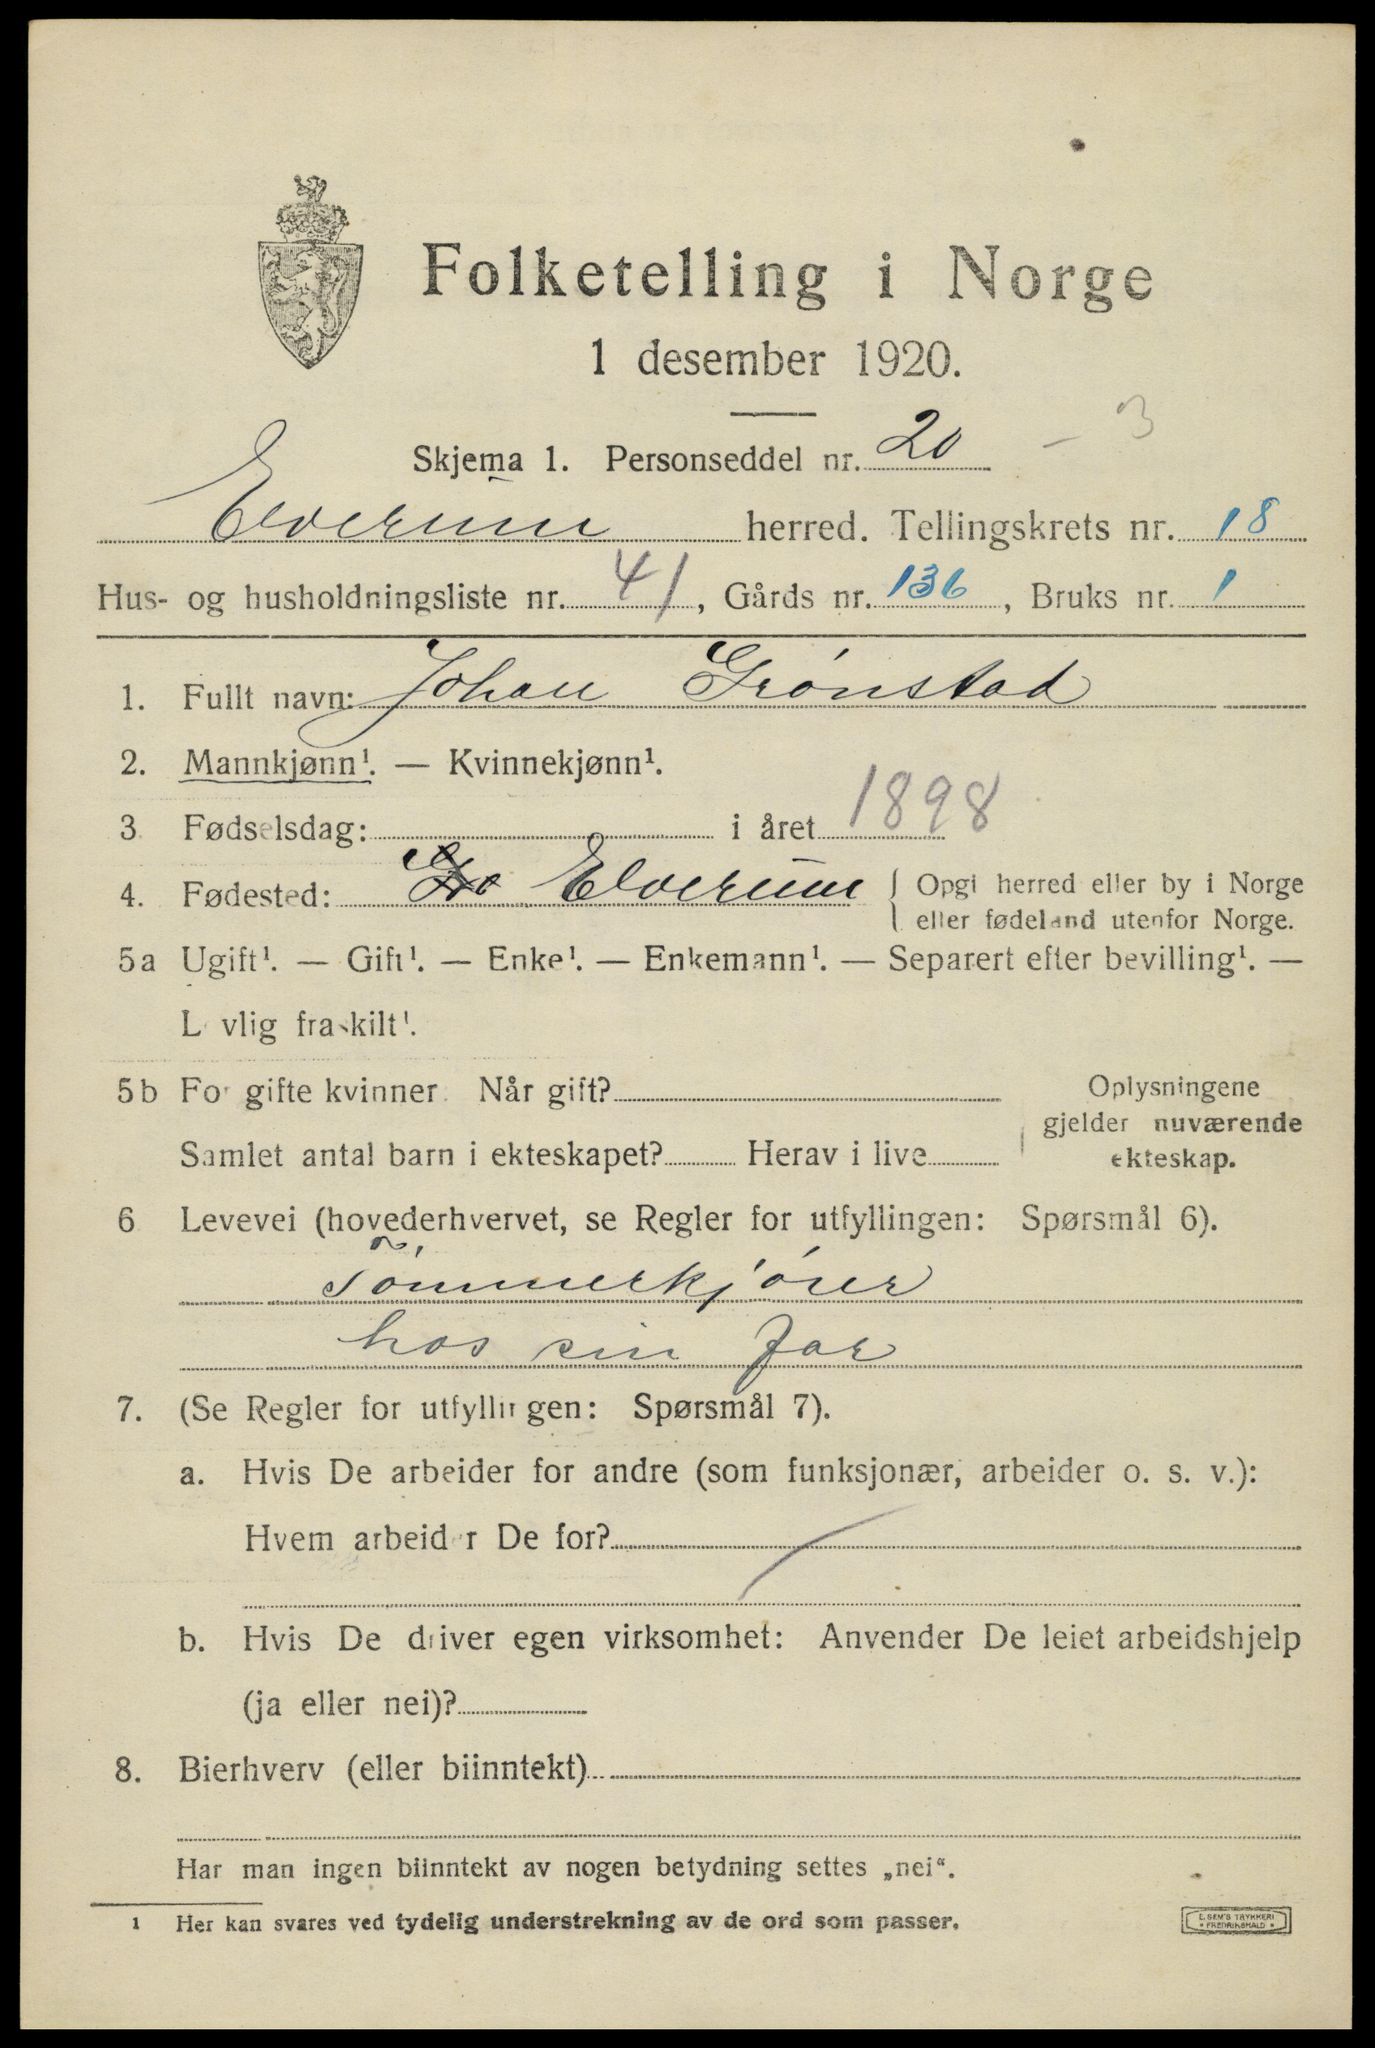 Folketelling i Norge
1 desember 1920.
Skjema 1. Personseddel nr. 20 – 3
Elverum herred. Tellingskrets nr. 18
Hus- og husholdningsliste nr. 41, Gårds nr. 136, Bruks nr. 1
1. Fullt navn: Johan Grönstad
2. Mannkjønn¹. — Kvinnekjønn¹.
3 Fødselsdag: i året 1898
4. Fødested: Elverum { Opgi herred eller by i Norge
eller fødeland utenfor Norge.
5a Ugift¹. — Gift¹. — Enke¹. — Enkemann¹. — Separert efter bevilling¹. —
Lovlig fraskilt¹.
5b For gifte kvinner Når gift? Oplysningene
gjelder nuværende
Samlet antal barn i ekteskapet? Herav i live ekteskap.
6 Levevei (hovederhvervet, se Regler for utfyllingen: Spørsmål 6).
Tömmerkjörer
hos sin far
7. (Se Regler for utfyllingen: Spørsmål 7).
a. Hvis De arbeider for andre (som funksjonær, arbeider o. s. v.):
Hvem arbeider De for?
b. Hvis De driver egen virksomhet: Anvender De leiet arbeidshjelp
(ja eller nei)?
8. Bierhverv (eller biinntekt)
Har man ingen biinntekt av nogen betydning settes „nei“.
¹ Her kan svares ved tydelig understrekning av de ord som passer.
E. SEM'S TRYKKERI
* FREDRIKSHALD *